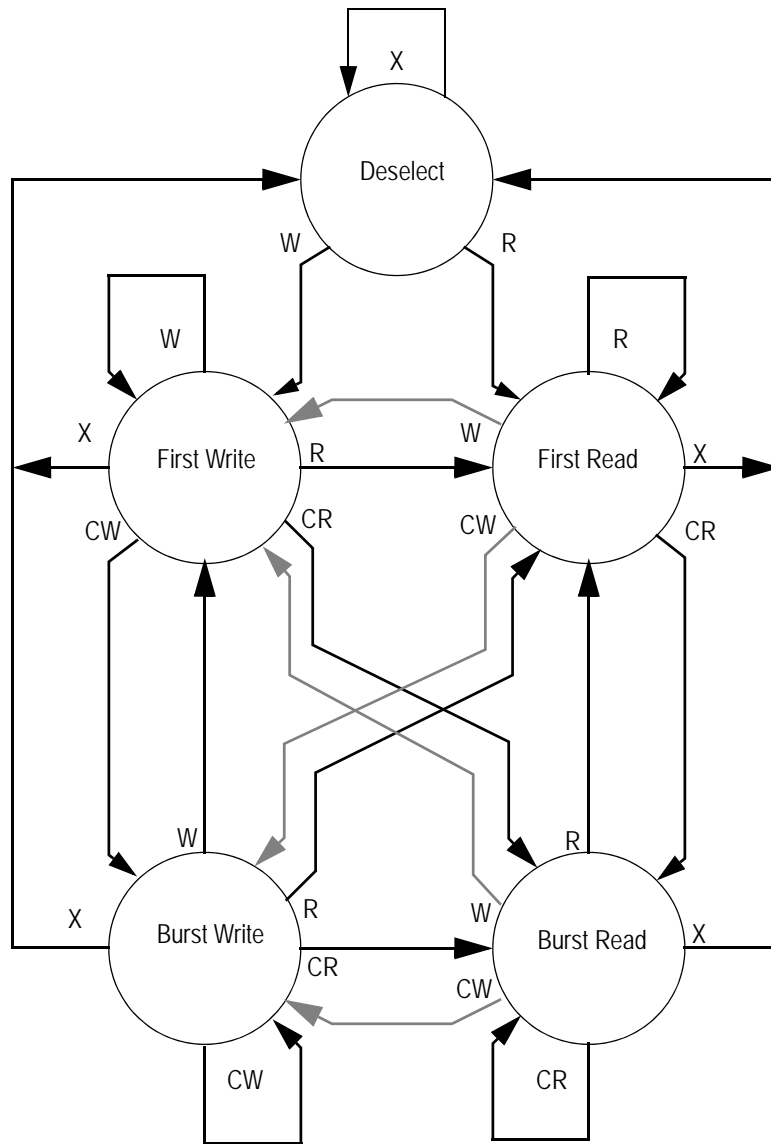 X
Deselect
W
R
W
R
X
W
First Write
R
First Read
X
CW
CR
CW
CR
W
R
X
R
W
Burst Write
Burst Read
X
CR
CW
CW
CR